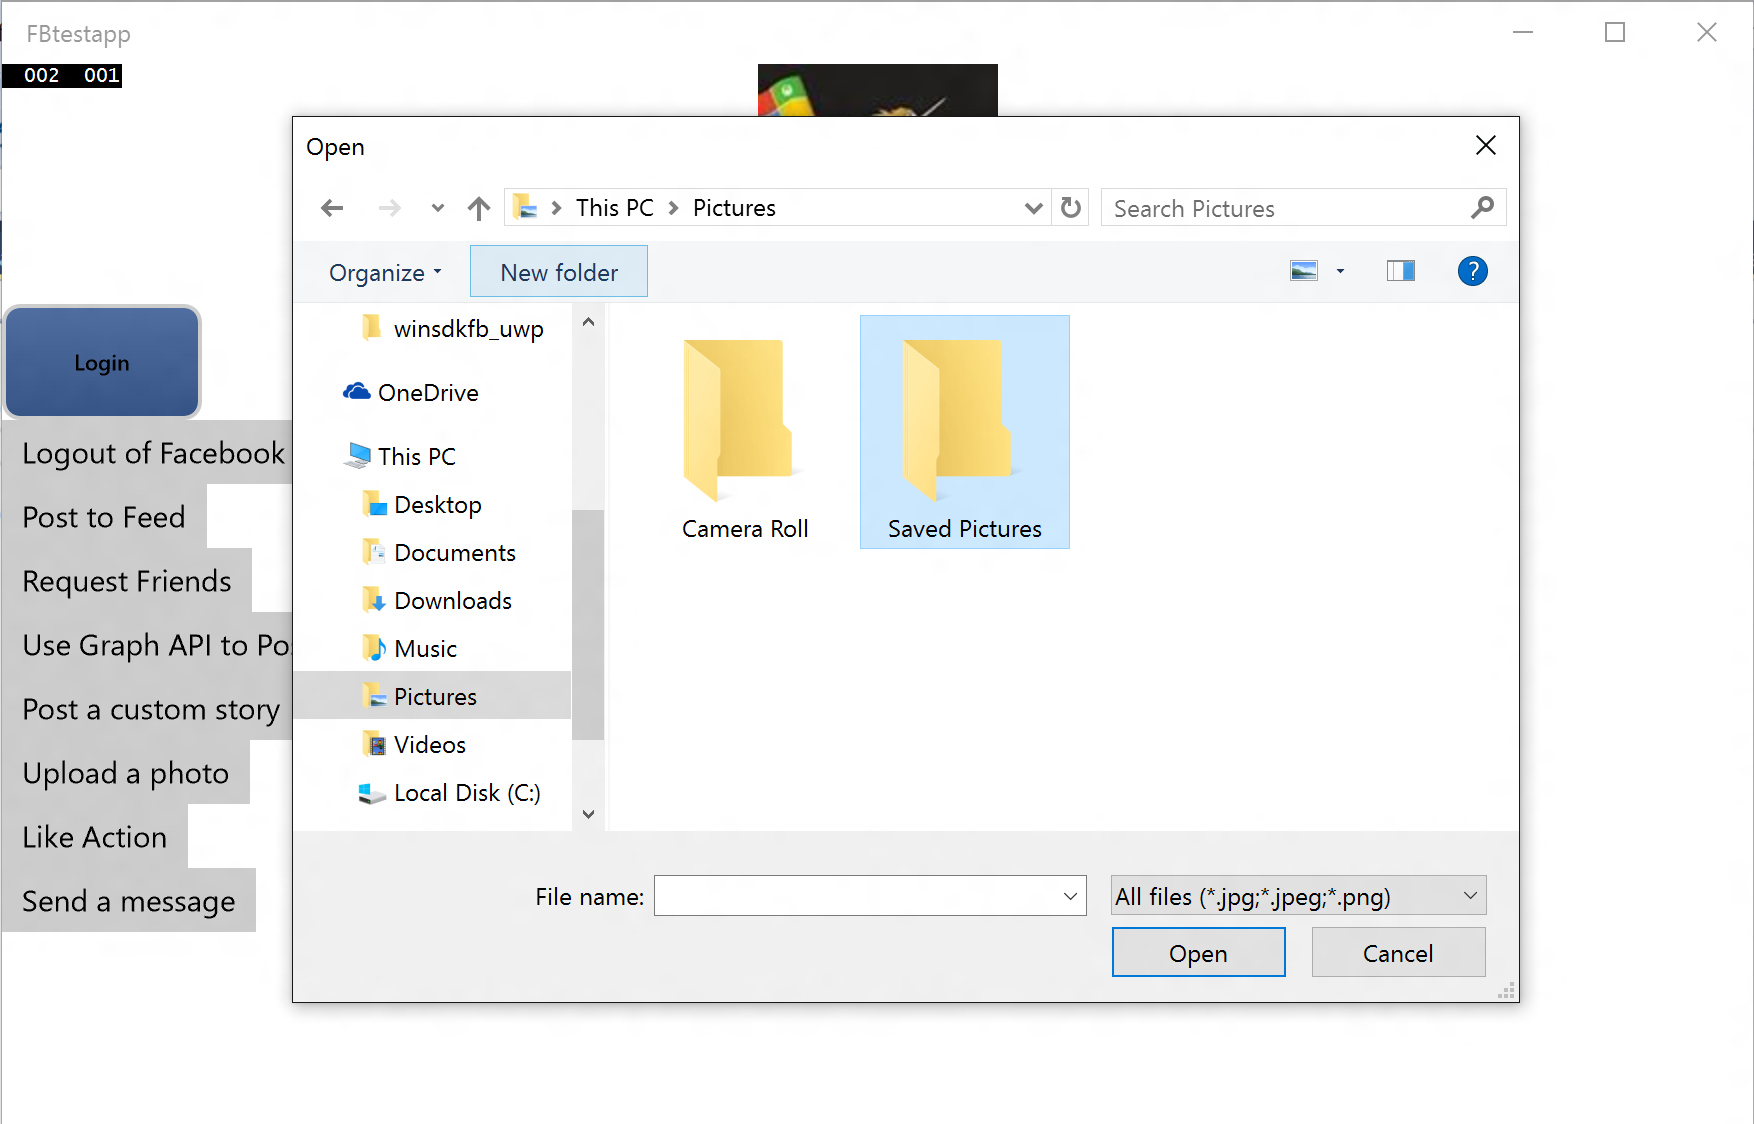 FBtestapp
002 001
Open
This PC Pictures
Search Pictures
Organize
New folder
winsdkfb_uwp
OneDrive
This PC
Desktop
Documents
Downloads
Music
Pictures
Videos
Local Disk (C:)
Camera Roll
Saved Pictures
Login
Logout of Facebook
Post to Feed
Request Friends
Use Graph API to Po
Post a custom story
Upload a photo
Like Action
Send a message
File name:
All files (*.jpg;*.jpeg;*.png)
Open
Cancel